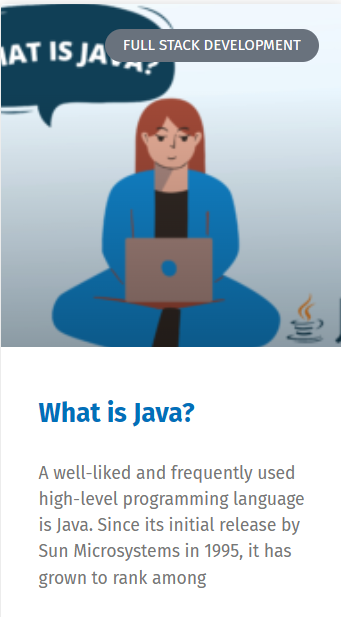 FULL STACK DEVELOPMENT
WHAT IS JAVA?
What is Java?
A well-liked and frequently used
high-level programming language
is Java. Since its initial release by
Sun Microsystems in 1995, it has
grown to rank among